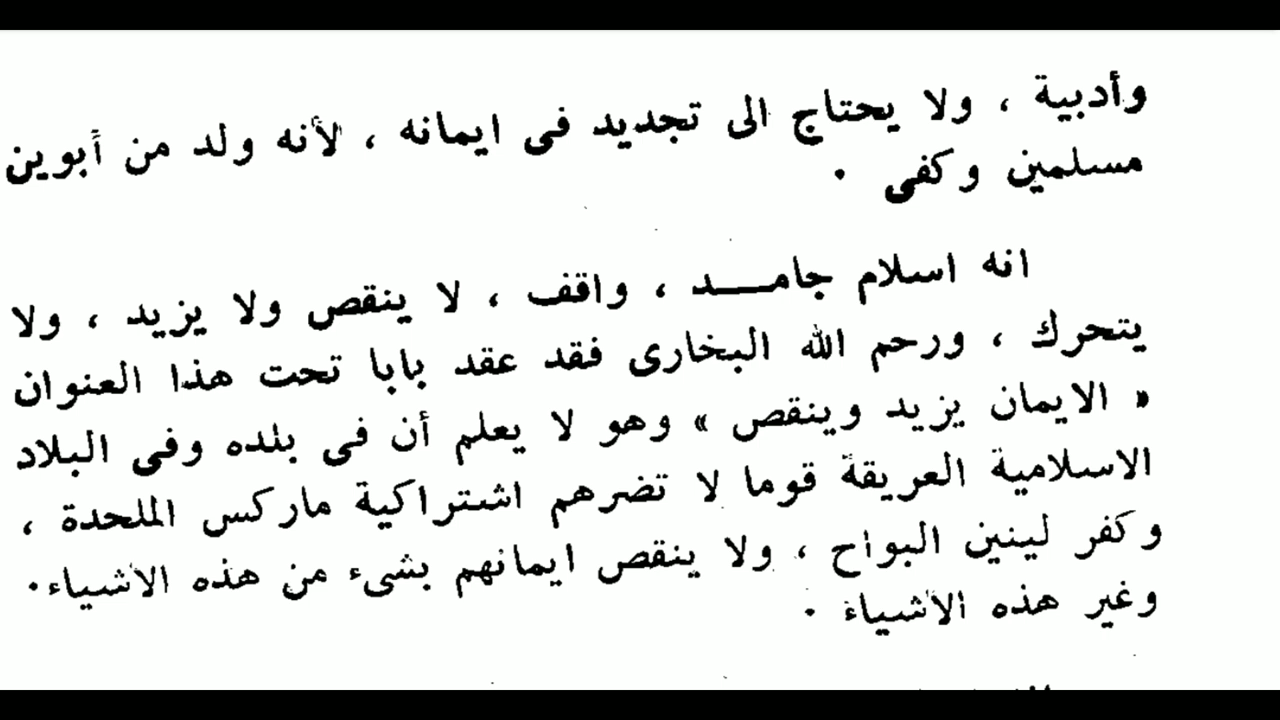 وأدبية ، ولا يحتاج الى تجديد فى ايمانه ، لأنه ولد من أبوين
مسلمين وكفى .
انه اسلام جامـــد ، واقف ، لا ينقص ولا يزيد ، ولا
يتحرك ، ورحم الله البخارى فقد عقد بابا تحت هذا العنوان
« الايمان يزيد وينقص » وهو لا يعلم أن فى بلده وفى البلاد
الاسلامية العريقة قوما لا تضرهم اشتراكية ماركس الملحدة ،
وكفر لينين البواح ، ولا ينقص ايمانهم بشىء من هذه الأشياء .
وغير هذه الأشياء .